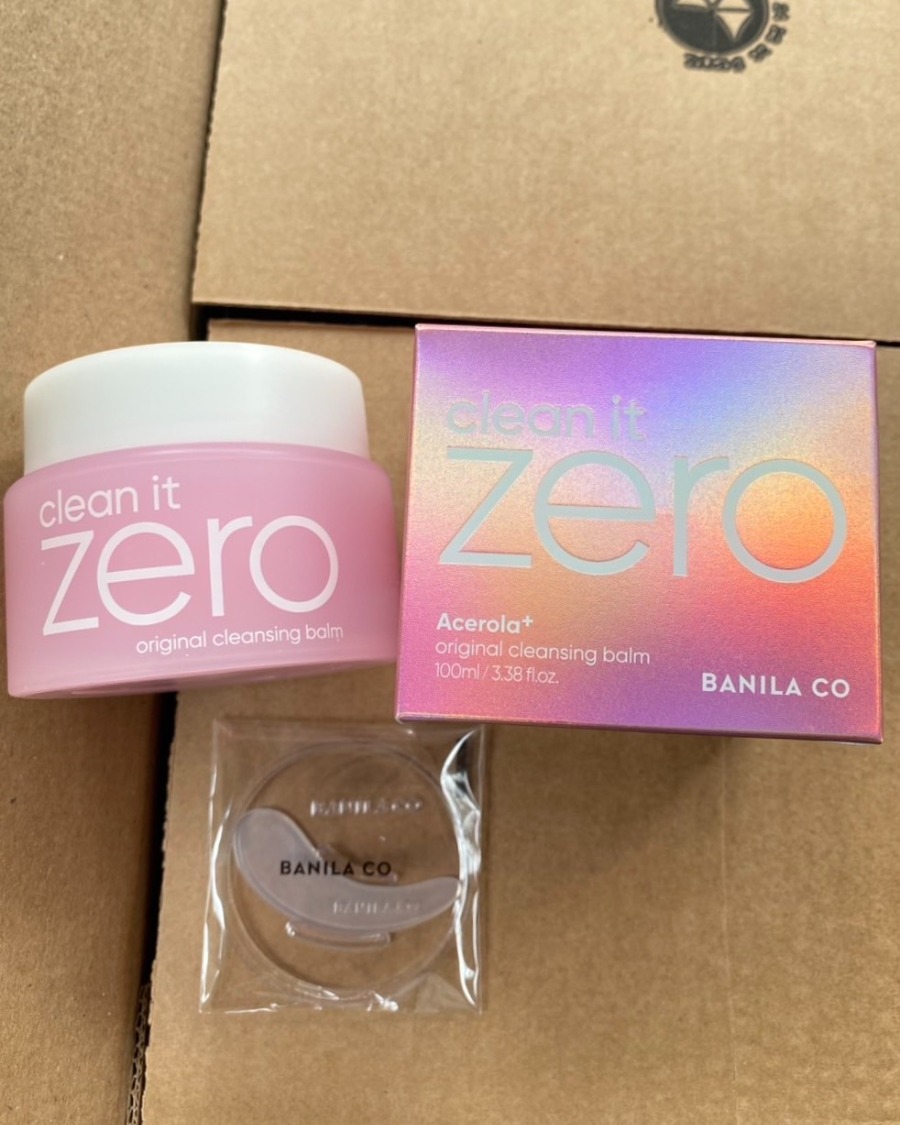 2024
clean it
zero
original cleansing balm
clean it
zero
Acerola+
original cleansing balm
100ml / 3.38 fl.oz.
BANILA CO
BANILA CO
BANILA CO
BANILA CO